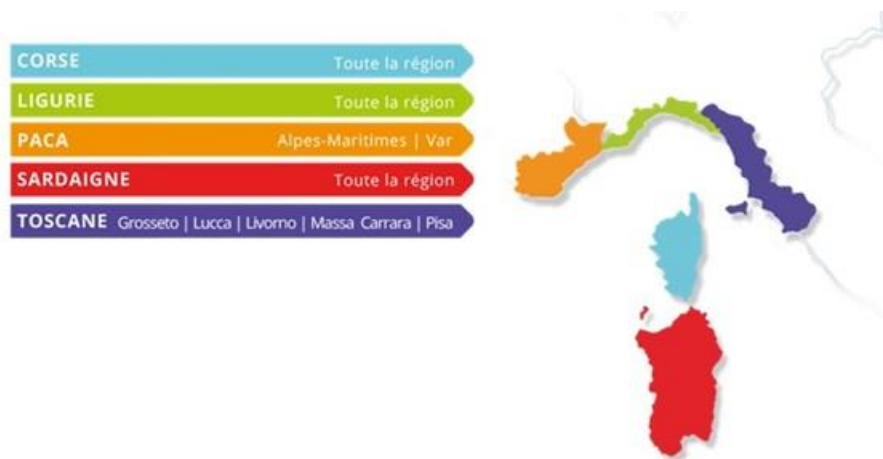 CORSE Toute la région
LIGURIE Toute la région
PACA Alpes-Maritimes | Var
SARDAIGNE Toute la région
TOSCANE Grosseto | Lucca | Livorno | Massa Carrara | Pisa